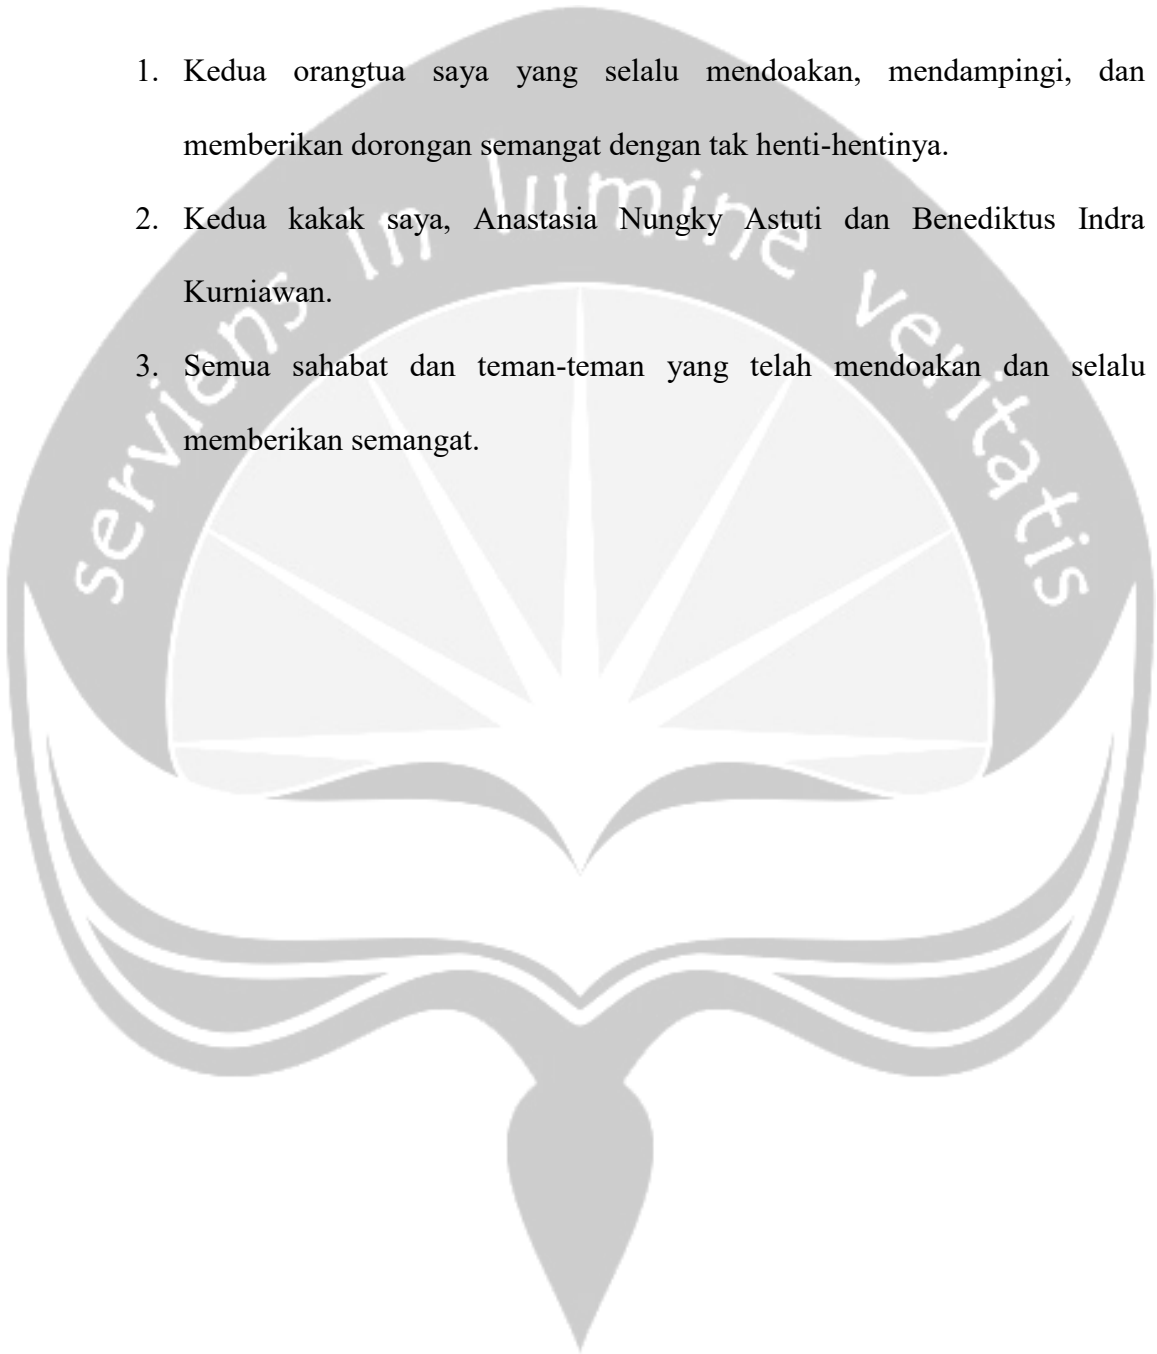 1. Kedua orangtua saya yang selalu mendoakan, mendampingi, dan
memberikan dorongan semangat dengan tak henti-hentinya.
2. Kedua kakak saya, Anastasia Nungky Astuti dan Benediktus Indra
Kurniawan.
3. Semua sahabat dan teman-teman yang telah mendoakan dan selalu
memberikan semangat.
serviens in lumine veritatis